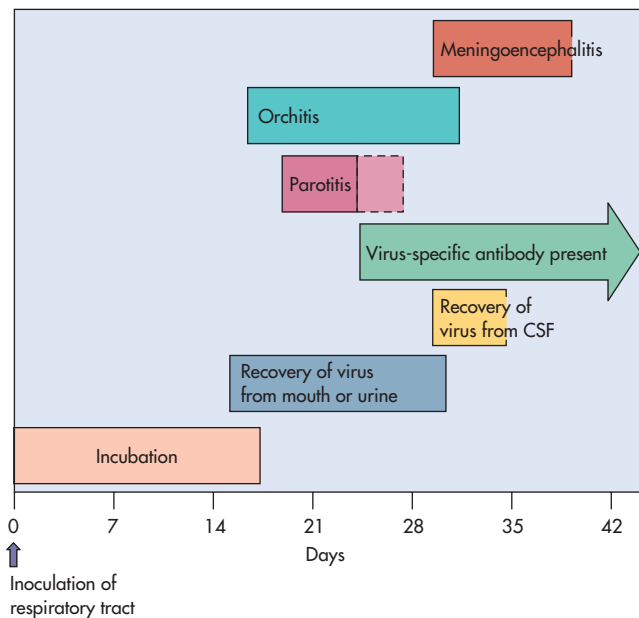 Meningoencephalitis
Orchitis
Parotitis
Virus-specific antibody present
Recovery of
virus from CSF
Recovery of virus
from mouth or urine
Incubation
0 7 14 21 28 35 42
Days
Inoculation of
respiratory tract